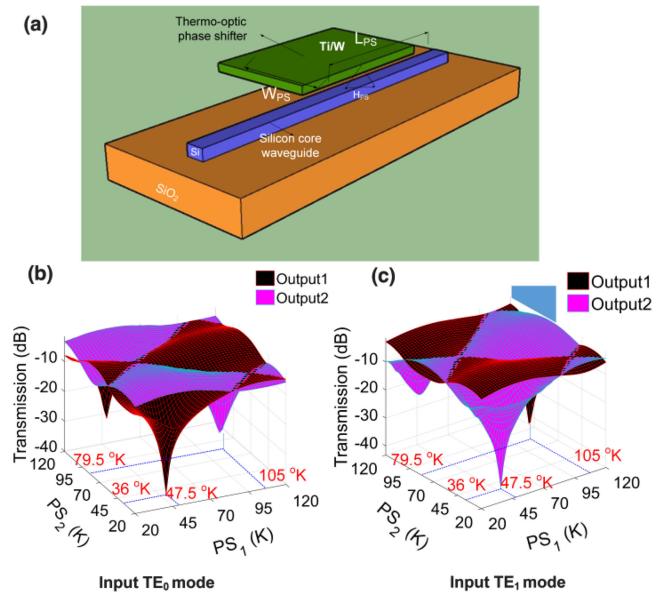 (a)
Thermo-optic
phase shifter
Ti/W
L_PS
W_PS
H_PS
Silicon core
waveguide
Si
SiO₂
(b)
Output1
Output2
Transmission (dB)
-10
-20
-30
-40
120
95
70
45
20
PS₂ (K)
79.5 °K
36 °K
47.5 °K
105 °K
20
45
70
95
120
PS₁ (K)
Input TE₀ mode
(c)
Output1
Output2
Transmission (dB)
-10
-20
-30
-40
120
95
70
45
20
PS₂ (K)
79.5 °K
36 °K
47.5 °K
105 °K
20
45
70
95
120
PS₁ (K)
Input TE₁ mode